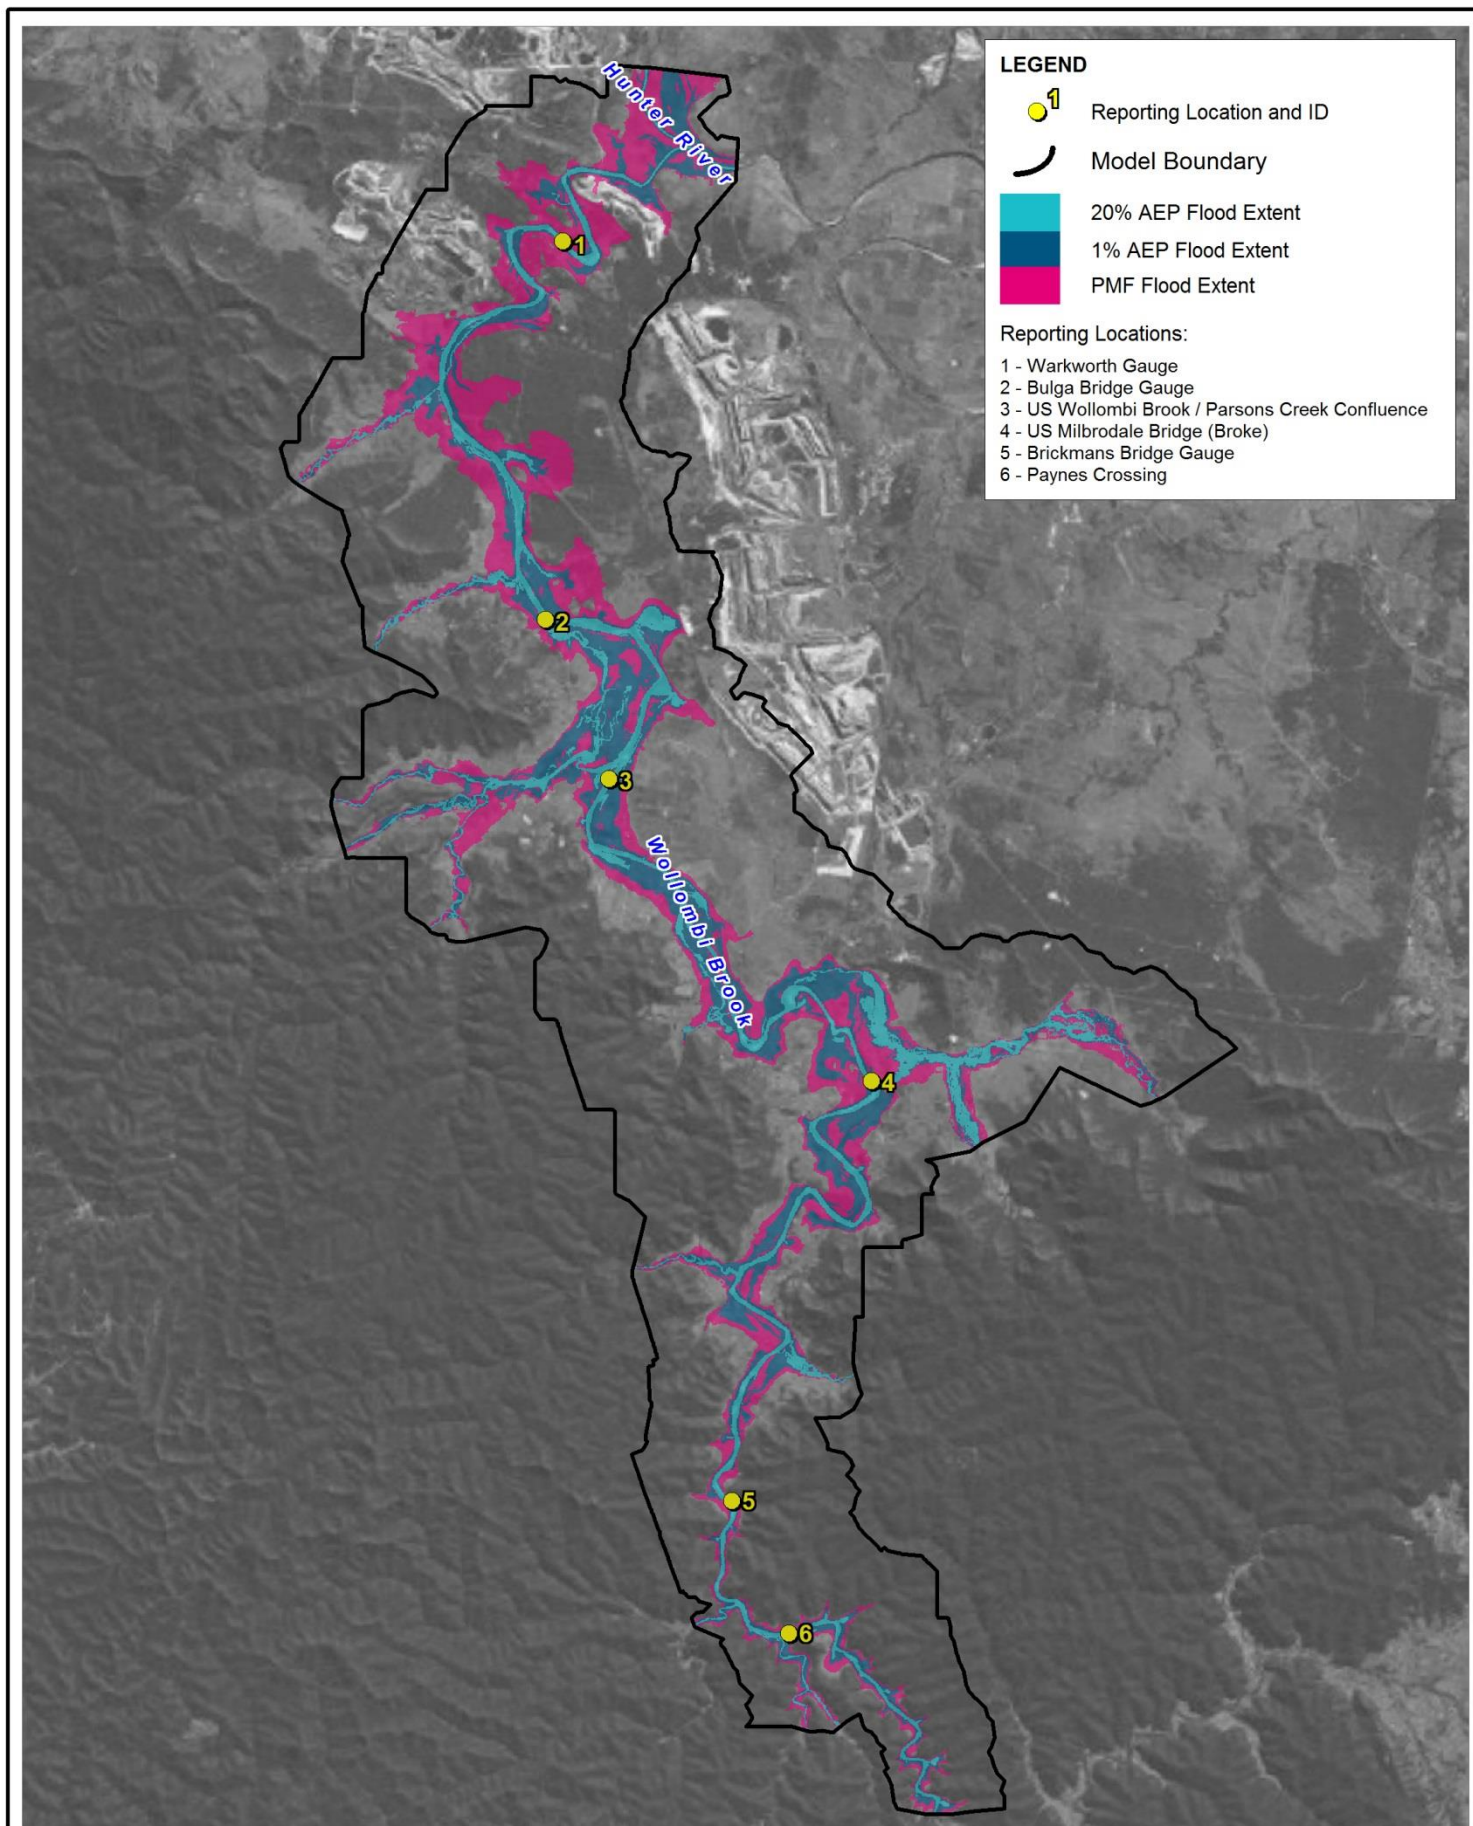 LEGEND
1 Reporting Location and ID
Model Boundary
20% AEP Flood Extent
1% AEP Flood Extent
PMF Flood Extent
Reporting Locations:
1 - Warkworth Gauge
2 - Bulga Bridge Gauge
3 - US Wollombi Brook / Parsons Creek Confluence
4 - US Milbrodale Bridge (Broke)
5 - Brickmans Bridge Gauge
6 - Paynes Crossing
Hunter River
1
2
3
Wollombi Brook
4
5
6